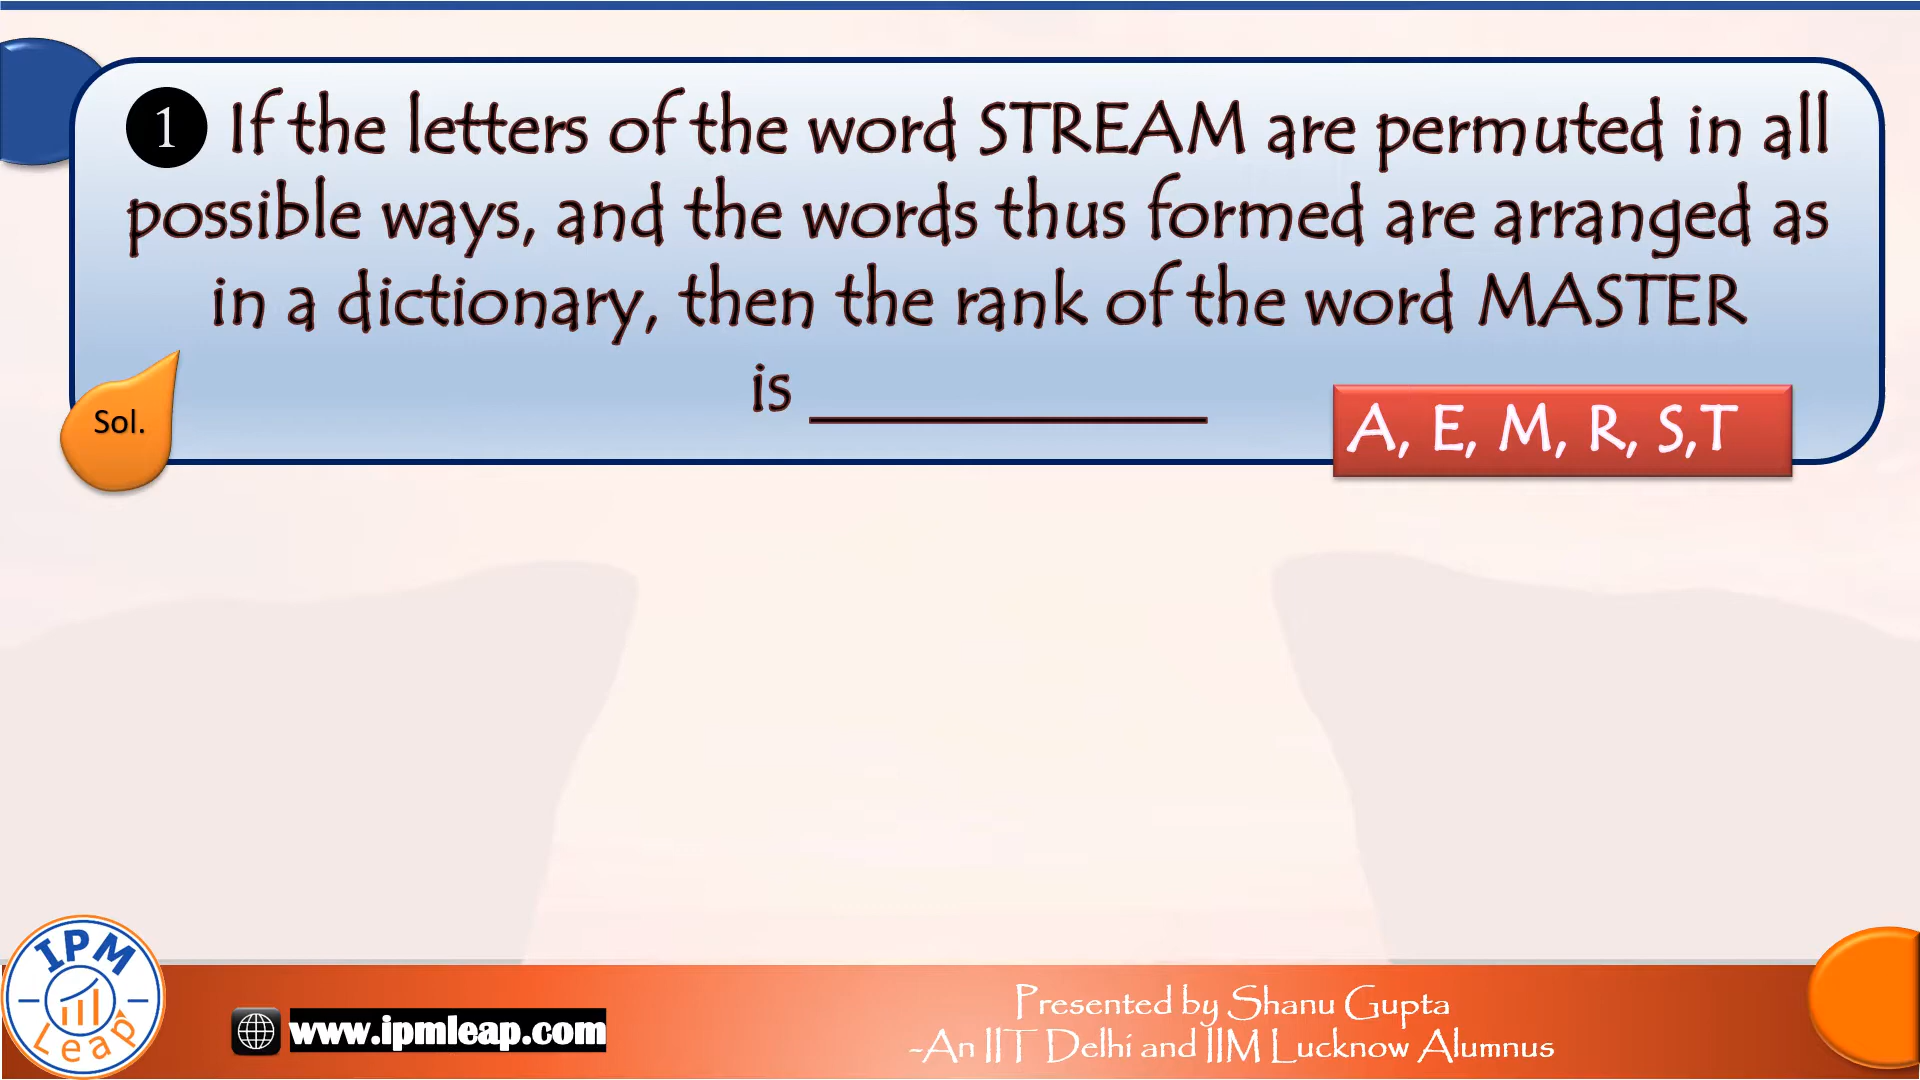 1 If the letters of the word STREAM are permuted in all
possible ways, and the words thus formed are arranged as
in a dictionary, then the rank of the word MASTER
is ____________
Sol.
A, E, M, R, S,T
IPM
Leap
www.ipmleap.com
Presented by Shanu Gupta
-An IIT Delhi and IIM Lucknow Alumnus